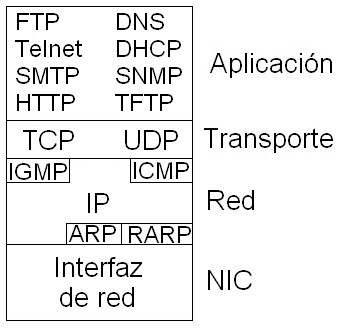 FTP DNS
Telnet DHCP
SMTP SNMP
HTTP TFTP
Aplicación
TCP UDP
Transporte
IGMP ICMP
IP
Red
ARP RARP
Interfaz
de red
NIC